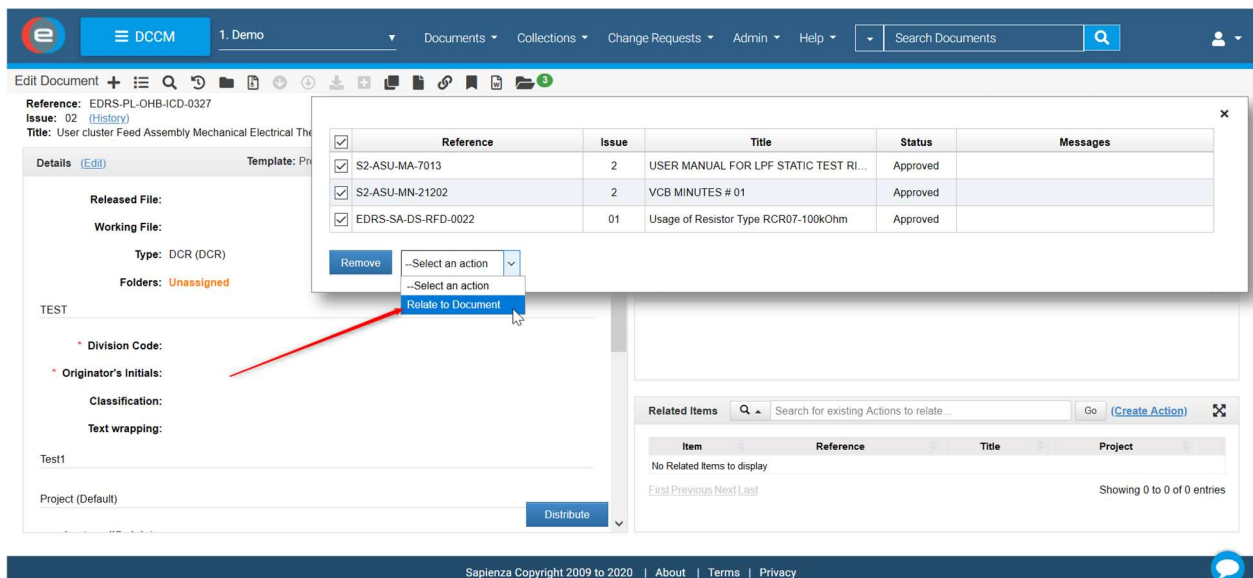 e DCCM 1. Demo Documents Collections Change Requests Admin Help Search Documents
Edit Document 3
Reference: EDRS-PL-OHB-ICD-0327
Issue: 02 (History)
Title: User cluster Feed Assembly Mechanical Electrical The
Details (Edit) Template:
Released File:
Working File:
Type: DCR (DCR)
Folders: Unassigned
TEST
* Division Code:
* Originator's Initials:
Classification:
Text wrapping:
Test1
Project (Default)
Distribute
×
Reference Issue Title Status Messages
S2-ASU-MA-7013 2 USER MANUAL FOR LPF STATIC TEST RI... Approved
S2-ASU-MN-21202 2 VCB MINUTES # 01 Approved
EDRS-SA-DS-RFD-0022 01 Usage of Resistor Type RCR07-100kOhm Approved
Remove --Select an action
--Select an action
Relate to Document
Related Items Search for existing Actions to relate... Go (Create Action)
Item Reference Title Project
No Related Items to display
First Previous Next Last Showing 0 to 0 of 0 entries
Sapienza Copyright 2009 to 2020 | About | Terms | Privacy